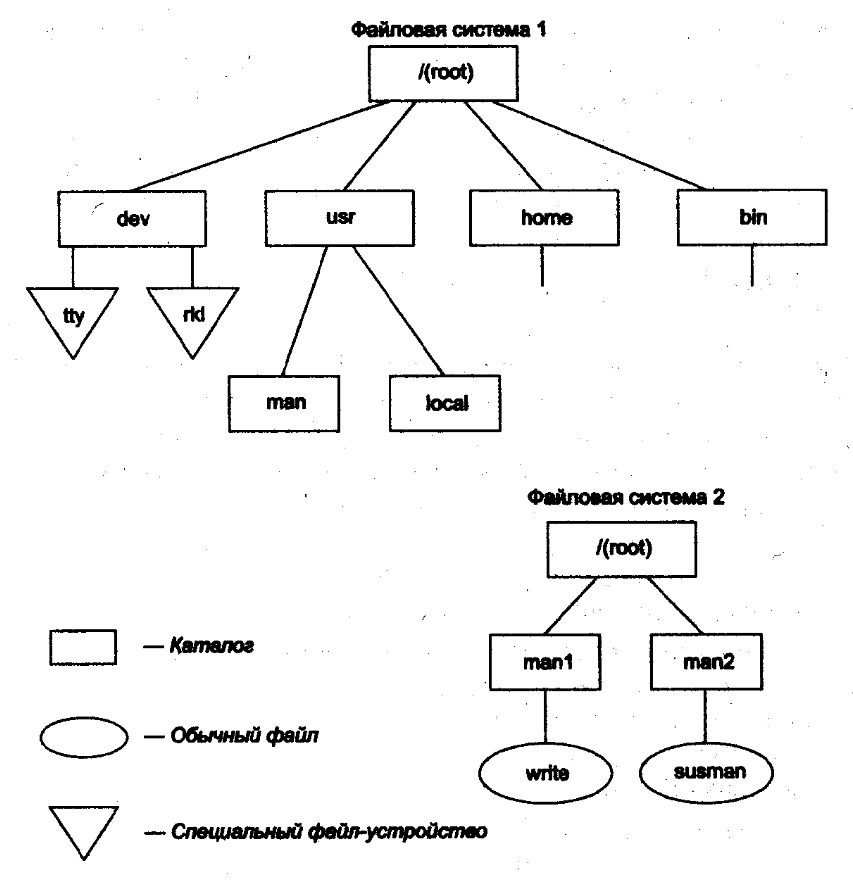 Файловая система 1
/(root)
dev
usr
home
bin
tty
rkl
man
local
Файловая система 2
/(root)
man1
man2
write
susman
— Каталог
— Обычный файл
— Специальный файл-устройство